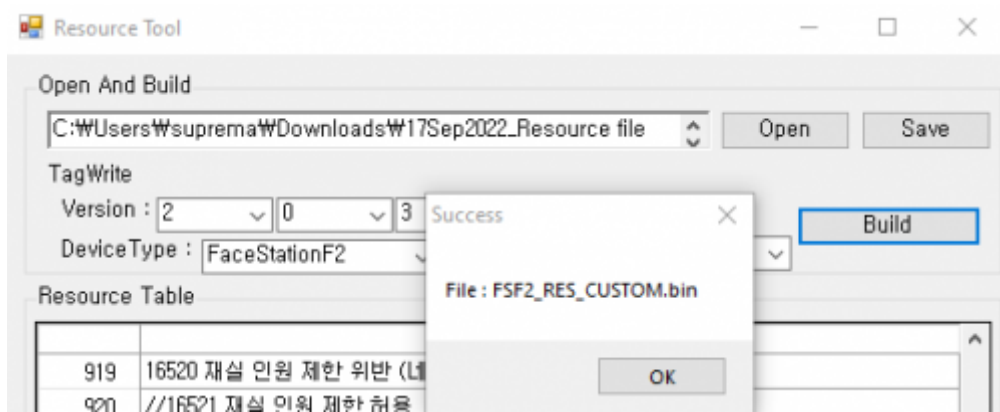 Resource Tool
Open And Build
C:₩Users₩suprema₩Downloads₩17Sep2022_Resource file
Open
Save
TagWrite
Version : 2 0 3
Success
Build
DeviceType : FaceStationF2
File : FSF2_RES_CUSTOM.bin
Resource Table
919 16520 재실 인원 제한 위반 (네
OK
920 //16521 재실 인원 제한 허용